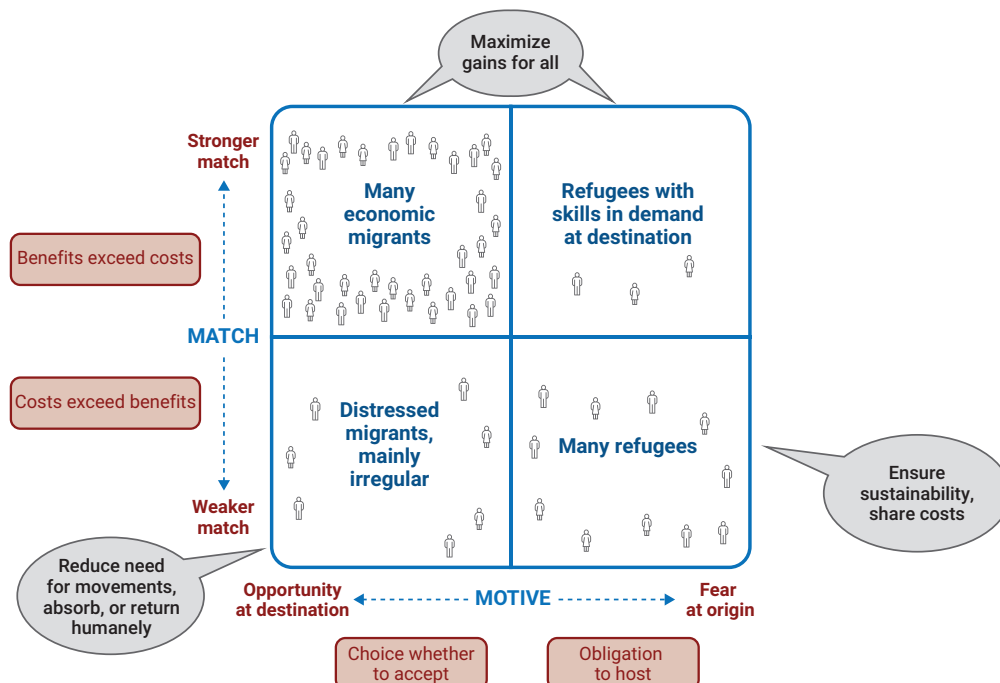 Maximize
gains for all
Stronger
match
Many
economic
migrants
Refugees with
skills in demand
at destination
Benefits exceed costs
MATCH
Costs exceed benefits
Distressed
migrants,
mainly
irregular
Many refugees
Weaker
match
Ensure
sustainability,
share costs
Reduce need
for movements,
absorb, or return
humanely
Opportunity
at destination
MOTIVE
Fear
at origin
Choice whether
to accept
Obligation
to host